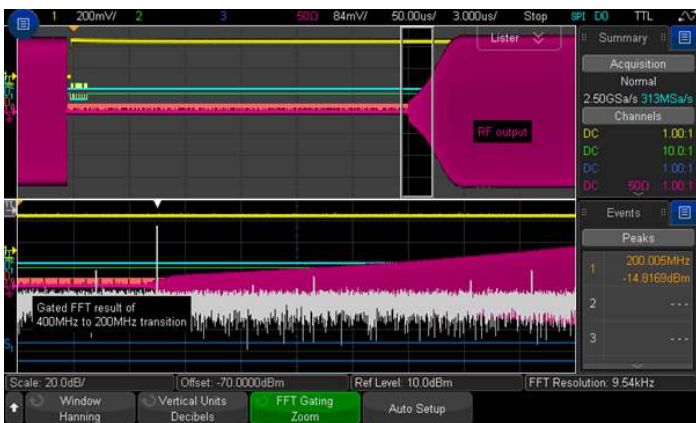 1 200mV/ 2 3 50Ω 84mV/ 50.00us/ 3.000us/ Stop SPI D0 TTL
Lister
Summary
Acquisition
Normal
2.50GSa/s 313MSa/s
Channels
DC 1.00:1
DC 10.0:1
DC 1.00:1
DC 50Ω 1.00:1
RF output
Events
Peaks
1 200.005MHz
-14.8169dBm
2 ---
3 ---
Gated FFT result of
400MHz to 200MHz transition
S1
Scale: 20.0dB/ Offset: -70.0000dBm Ref Level: 10.0dBm FFT Resolution: 9.54kHz
Window
Hanning
Vertical Units
Decibels
FFT Gating
Zoom
Auto Setup